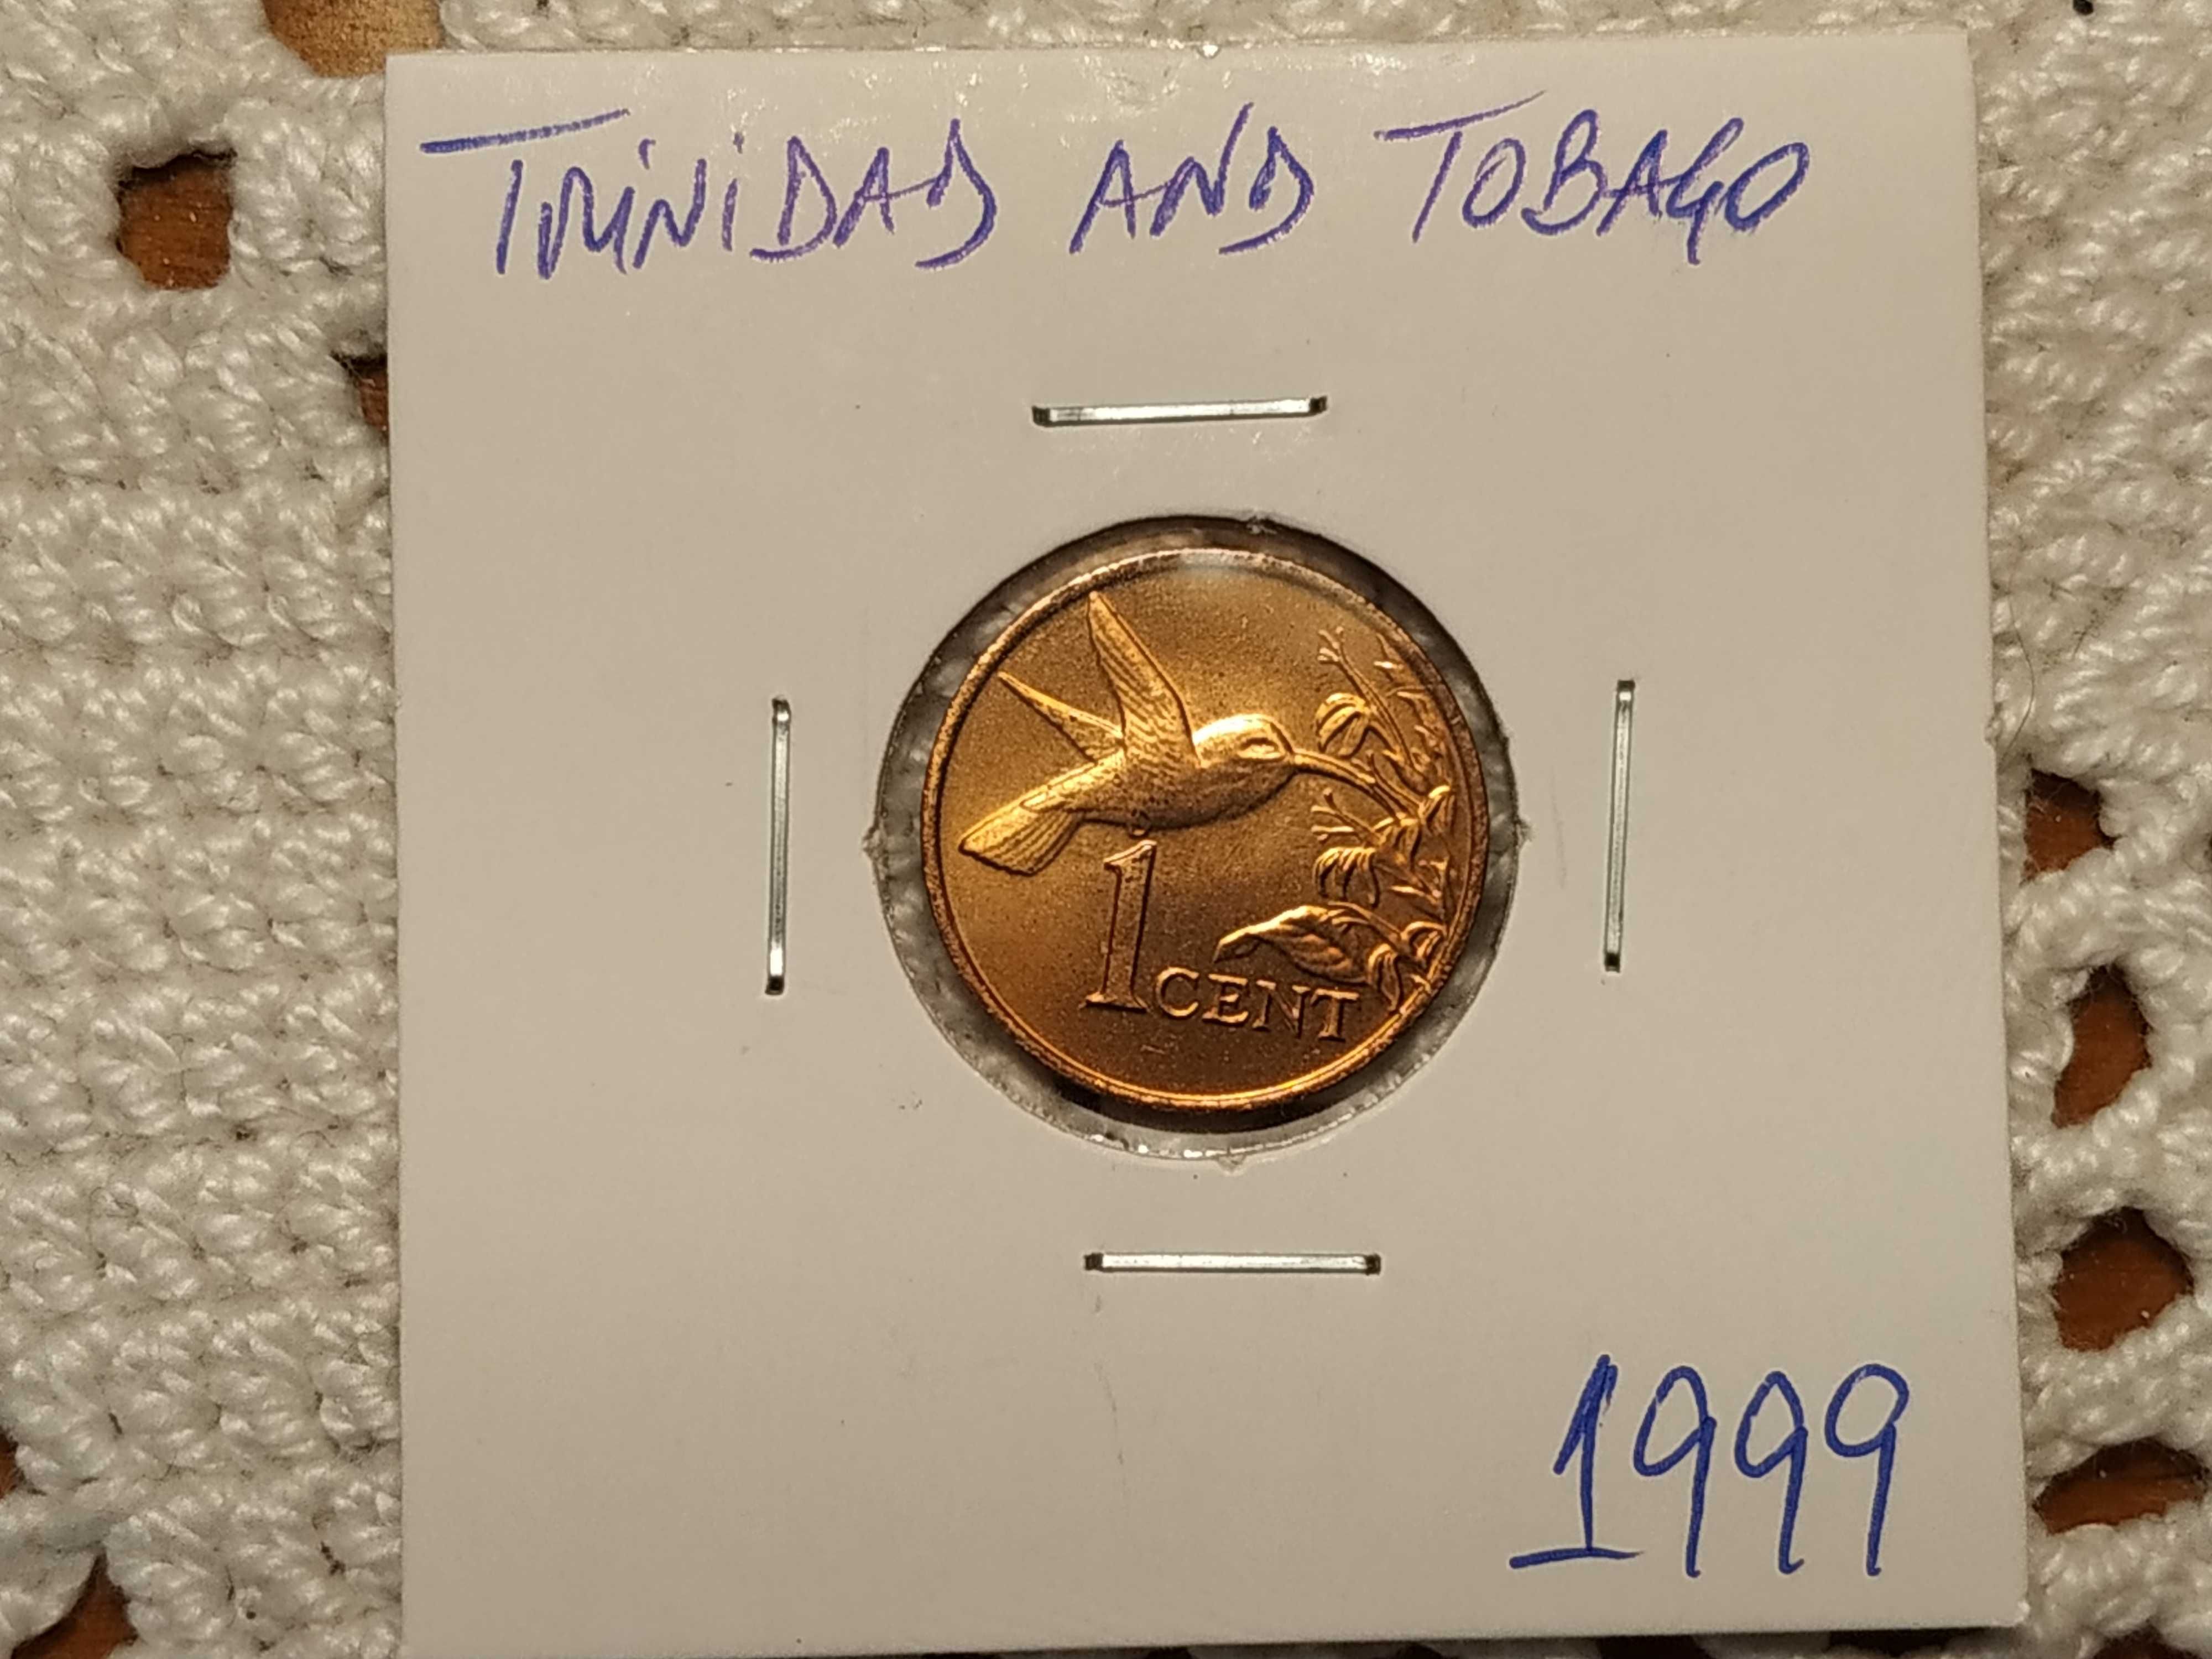 TRINIDAD AND TOBAGO
1
CENT
1999